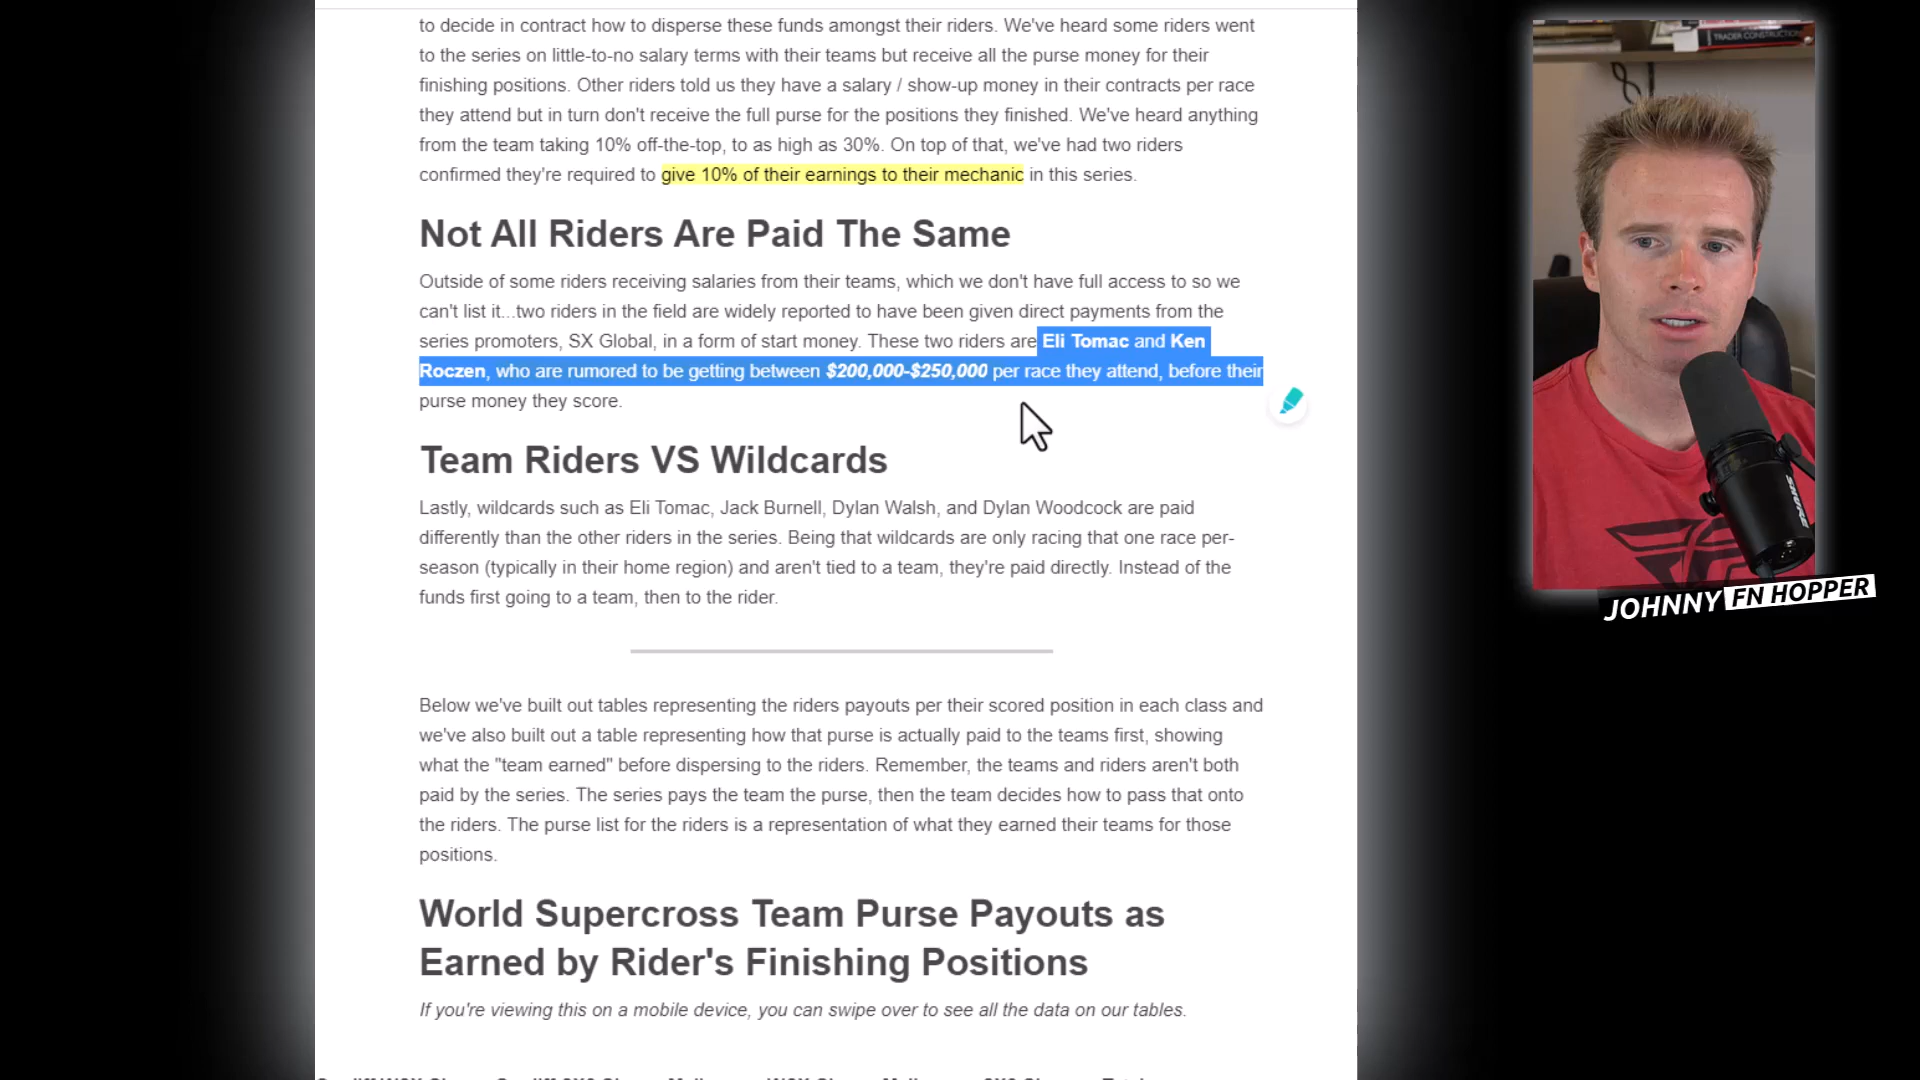 to decide in contract how to disperse these funds amongst their riders. We've heard some riders went
to the series on little-to-no salary terms with their teams but receive all the purse money for their
finishing positions. Other riders told us they have a salary / show-up money in their contracts per race
they attend but in turn don't receive the full purse for the positions they finished. We've heard anything
from the team taking 10% off-the-top, to as high as 30%. On top of that, we've had two riders
confirmed they're required to give 10% of their earnings to their mechanic in this series.
Not All Riders Are Paid The Same
Outside of some riders receiving salaries from their teams, which we don't have full access to so we
can't list it...two riders in the field are widely reported to have been given direct payments from the
series promoters, SX Global, in a form of start money. These two riders are Eli Tomac and Ken
Roczen, who are rumored to be getting between $200,000-$250,000 per race they attend, before their
purse money they score.
Team Riders VS Wildcards
Lastly, wildcards such as Eli Tomac, Jack Burnell, Dylan Walsh, and Dylan Woodcock are paid
differently than the other riders in the series. Being that wildcards are only racing that one race per-
season (typically in their home region) and aren't tied to a team, they're paid directly. Instead of the
funds first going to a team, then to the rider.
Below we've built out tables representing the riders payouts per their scored position in each class and
we've also built out a table representing how that purse is actually paid to the teams first, showing
what the "team earned" before dispersing to the riders. Remember, the teams and riders aren't both
paid by the series. The series pays the team the purse, then the team decides how to pass that onto
the riders. The purse list for the riders is a representation of what they earned their teams for those
positions.
World Supercross Team Purse Payouts as
Earned by Rider's Finishing Positions
If you're viewing this on a mobile device, you can swipe over to see all the data on our tables.
TRADER CONSTRUCTION
SHURE
JOHNNY FN HOPPER